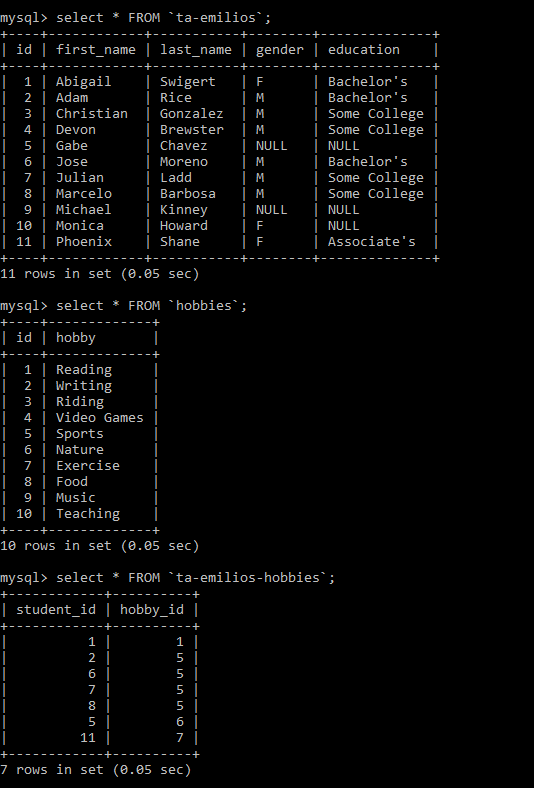 mysql> select * FROM `ta-emilios`;
+----+------------+-----------+--------+--------------+
| id | first_name | last_name | gender | education    |
+----+------------+-----------+--------+--------------+
|  1 | Abigail    | Swigert   | F      | Bachelor's   |
|  2 | Adam       | Rice      | M      | Bachelor's   |
|  3 | Christian  | Gonzalez  | M      | Some College |
|  4 | Devon      | Brewster  | M      | Some College |
|  5 | Gabe       | Chavez    | NULL   | NULL         |
|  6 | Jose       | Moreno    | M      | Bachelor's   |
|  7 | Julian     | Ladd      | M      | Some College |
|  8 | Marcelo    | Barbosa   | M      | Some College |
|  9 | Michael    | Kinney    | NULL   | NULL         |
| 10 | Monica     | Howard    | F      | NULL         |
| 11 | Phoenix    | Shane     | F      | Associate's  |
+----+------------+-----------+--------+--------------+
11 rows in set (0.05 sec)

mysql> select * FROM `hobbies`;
+----+-------------+
| id | hobby       |
+----+-------------+
|  1 | Reading     |
|  2 | Writing     |
|  3 | Riding      |
|  4 | Video Games |
|  5 | Sports      |
|  6 | Nature      |
|  7 | Exercise    |
|  8 | Food        |
|  9 | Music       |
| 10 | Teaching    |
+----+-------------+
10 rows in set (0.05 sec)

mysql> select * FROM `ta-emilios-hobbies`;
+------------+----------+
| student_id | hobby_id |
+------------+----------+
|          1 |        1 |
|          2 |        5 |
|          6 |        5 |
|          7 |        5 |
|          8 |        5 |
|          5 |        6 |
|         11 |        7 |
+------------+----------+
7 rows in set (0.05 sec)